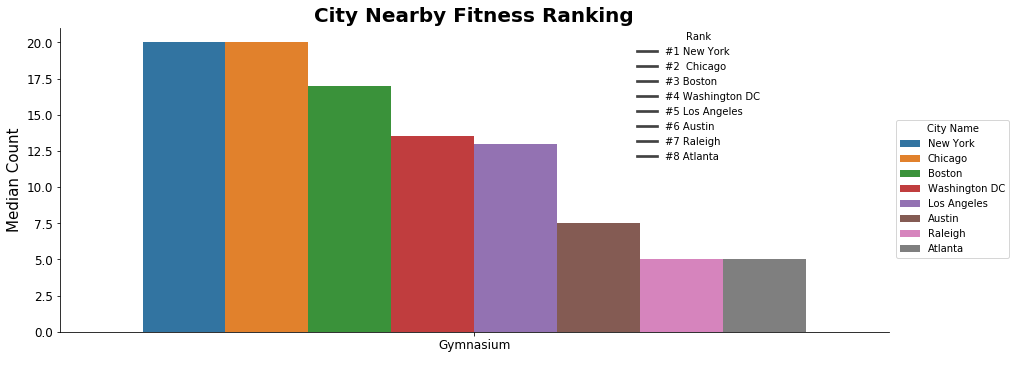 City Nearby Fitness Ranking
Median Count
20.0
17.5
15.0
12.5
10.0
7.5
5.0
2.5
0.0
Gymnasium
Rank
#1 New York
#2  Chicago
#3 Boston
#4 Washington DC
#5 Los Angeles
#6 Austin
#7 Raleigh
#8 Atlanta
City Name
New York
Chicago
Boston
Washington DC
Los Angeles
Austin
Raleigh
Atlanta